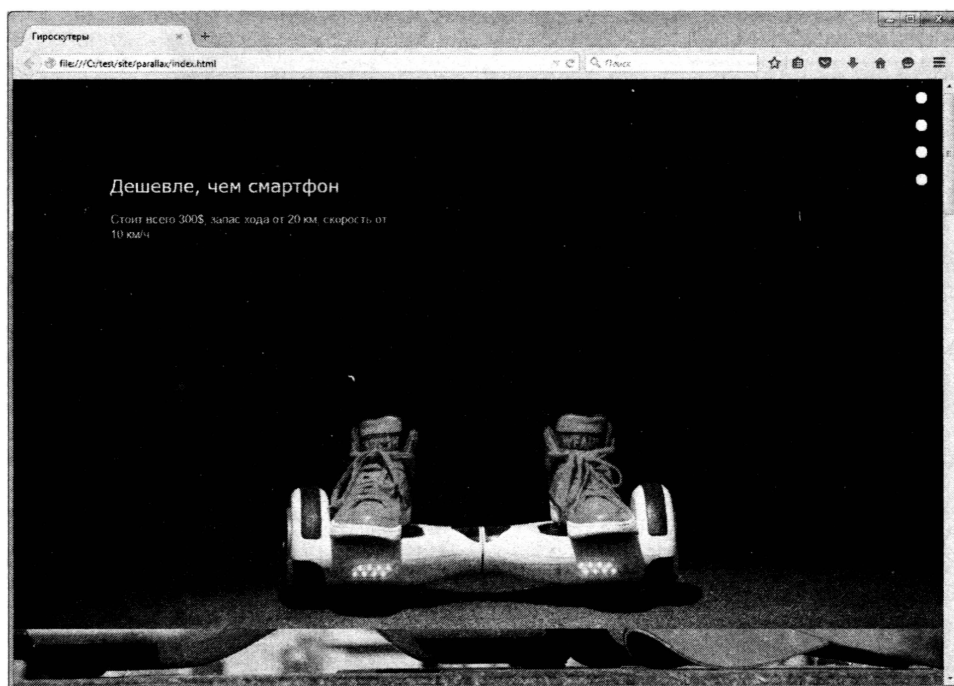 Гироскутеры
file:///C:/test/site/parallax/index.html
Поиск
Дешевле, чем смартфон
Стоит всего 300$, запас хода от 20 км, скорость от
10 км/ч